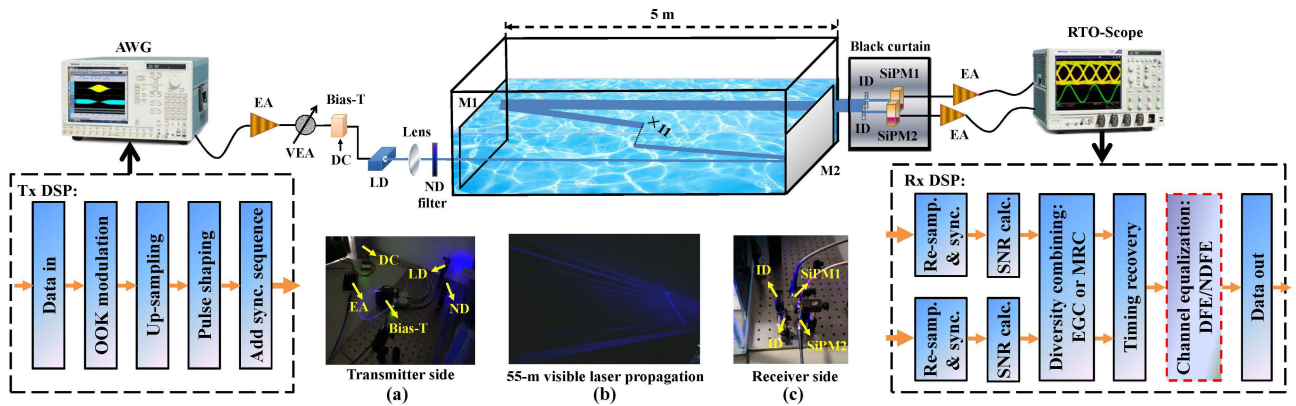 5 m
AWG
RTO-Scope
Black curtain
EA
Bias-T
VEA
DC
Lens
LD
ND
filter
M1
×11
M2
ID
ID
SiPM1
SiPM2
EA
EA
Tx DSP:
Data in
OOK modulation
Up-sampling
Pulse shaping
Add sync. sequence
DC
LD
EA
Bias-T
ND
Transmitter side
(a)
55-m visible laser propagation
(b)
ID
SiPM1
ID
SiPM2
Receiver side
(c)
Rx DSP:
Re-samp.
& sync.
SNR calc.
Re-samp.
& sync.
SNR calc.
Diversity combining:
EGC or MRC
Timing recovery
Channel equalization:
DFE/NDFE
Data out